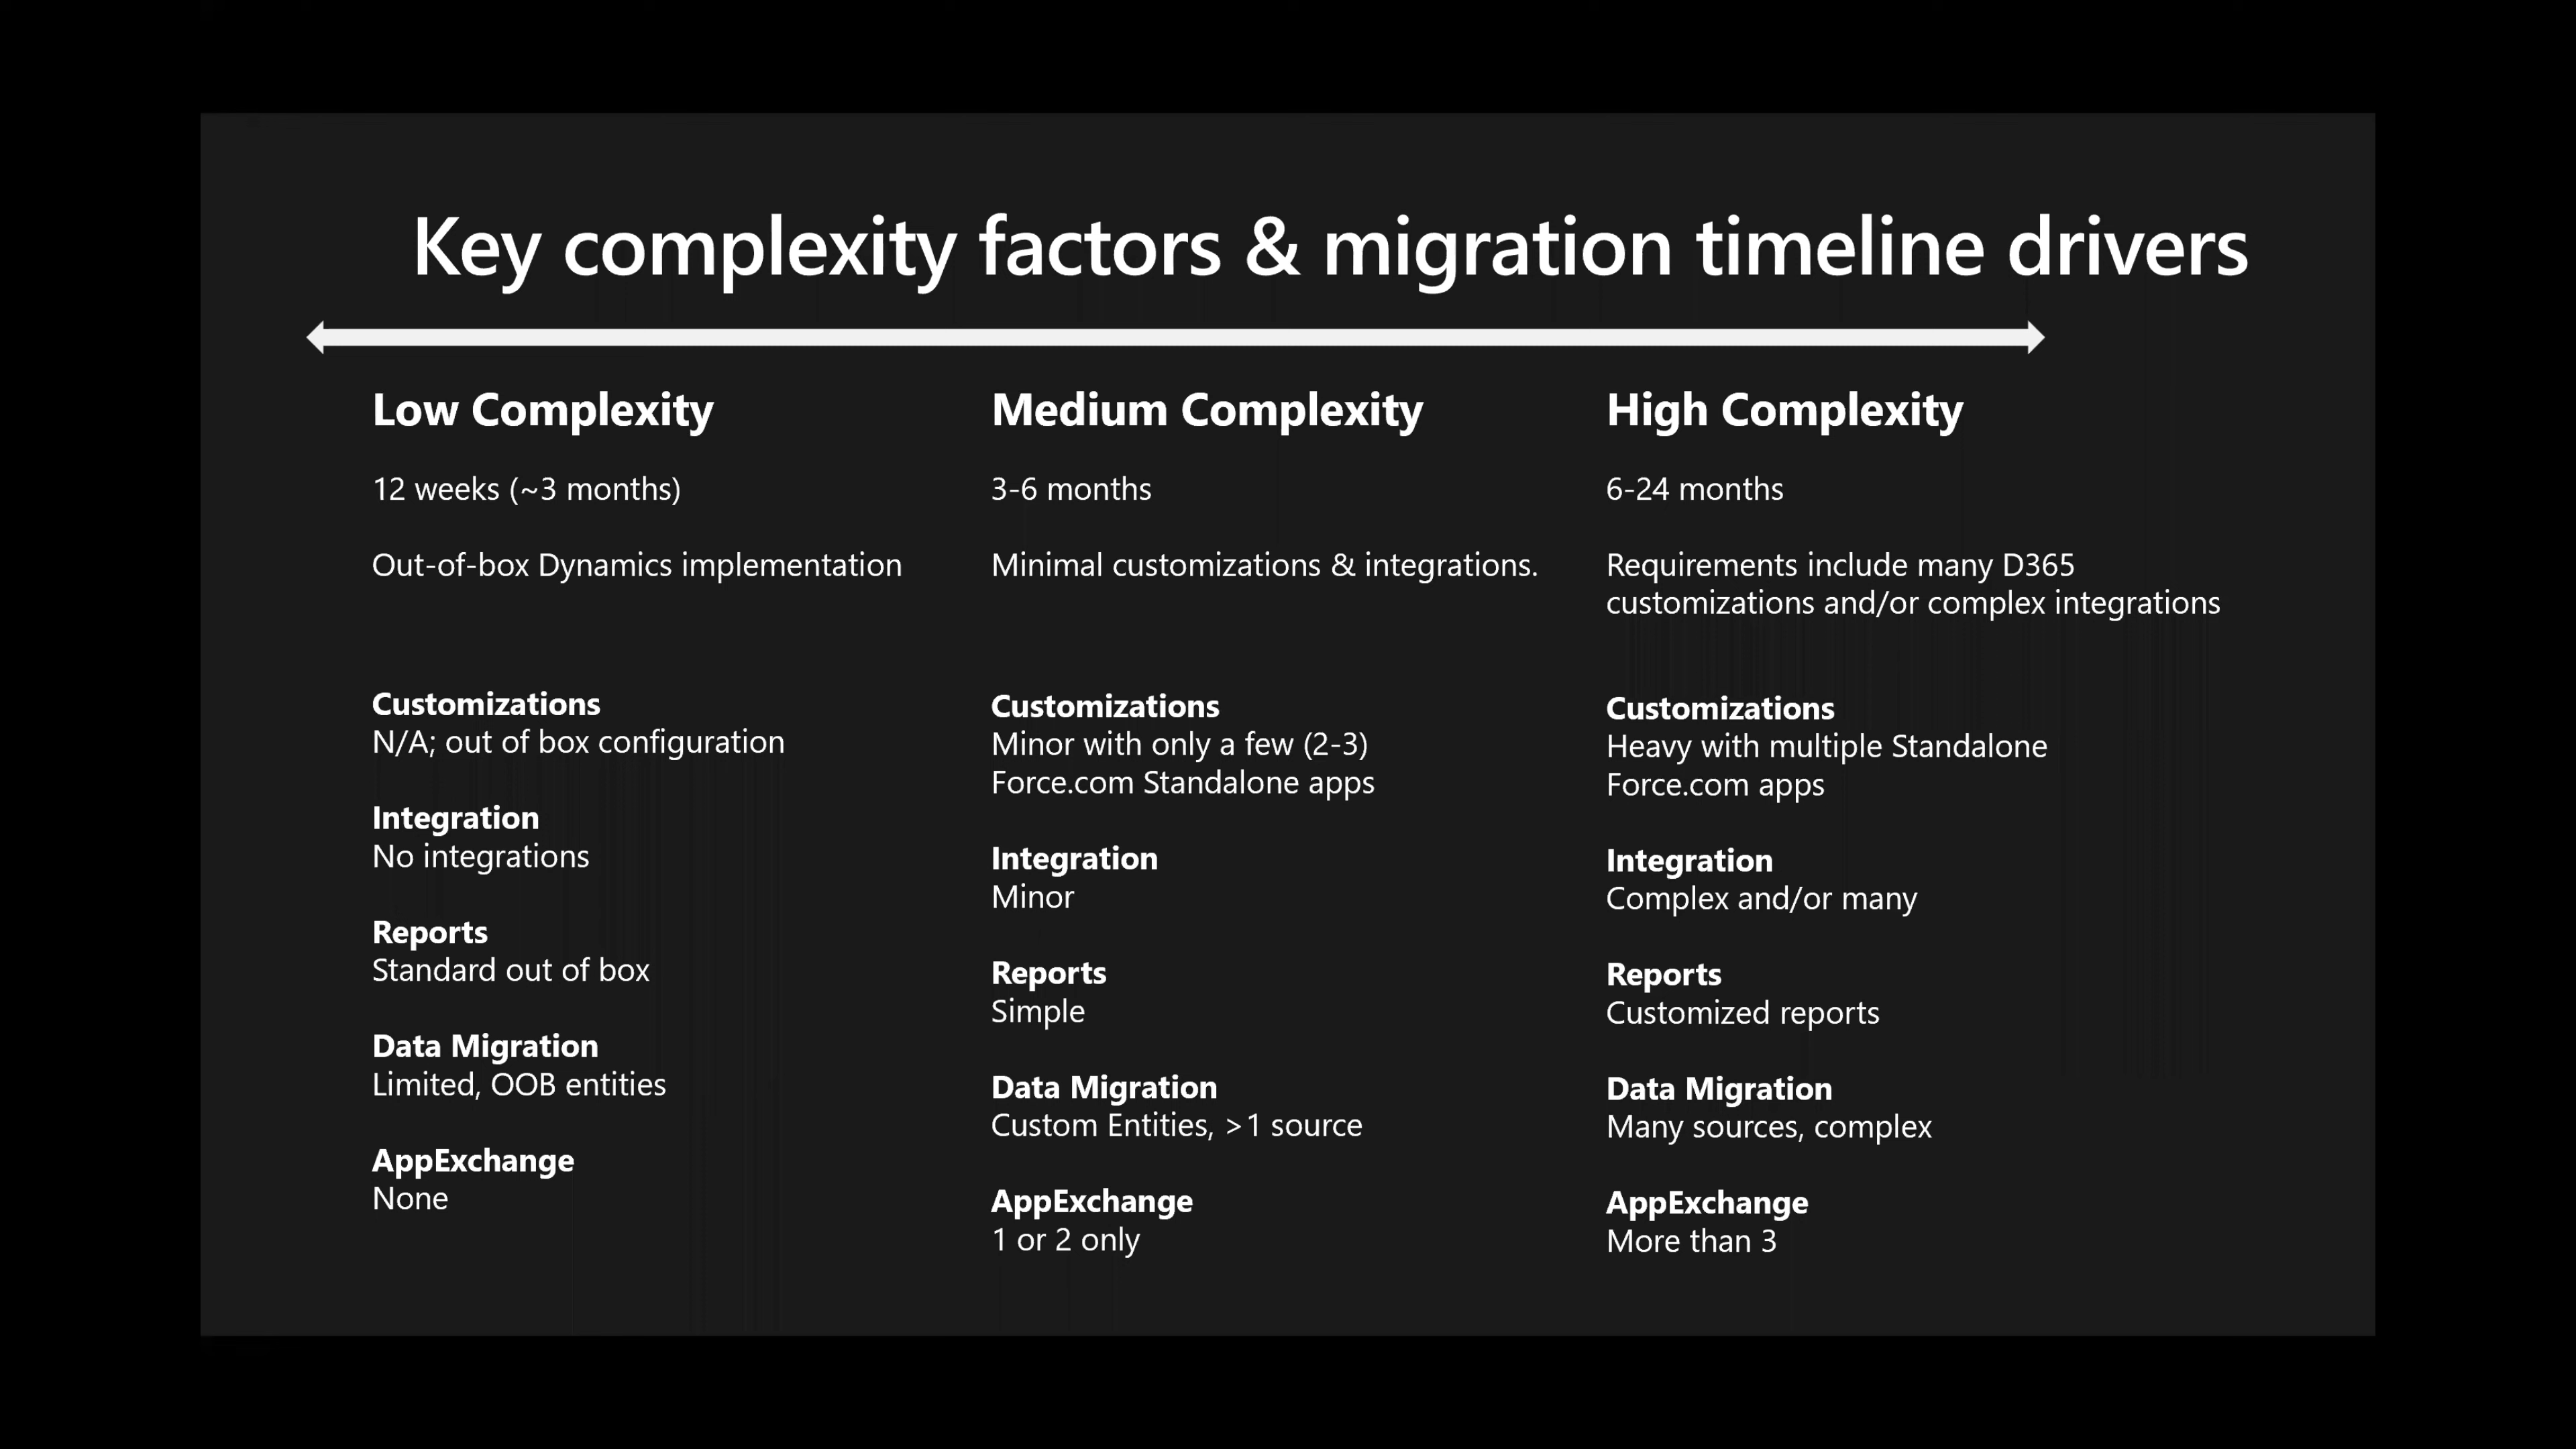 Key complexity factors & migration timeline drivers
Low Complexity
12 weeks (~3 months)
Out-of-box Dynamics implementation
Customizations
N/A; out of box configuration
Integration
No integrations
Reports
Standard out of box
Data Migration
Limited, OOB entities
AppExchange
None
Medium Complexity
3-6 months
Minimal customizations & integrations.
Customizations
Minor with only a few (2-3)
Force.com Standalone apps
Integration
Minor
Reports
Simple
Data Migration
Custom Entities, >1 source
AppExchange
1 or 2 only
High Complexity
6-24 months
Requirements include many D365
customizations and/or complex integrations
Customizations
Heavy with multiple Standalone
Force.com apps
Integration
Complex and/or many
Reports
Customized reports
Data Migration
Many sources, complex
AppExchange
More than 3